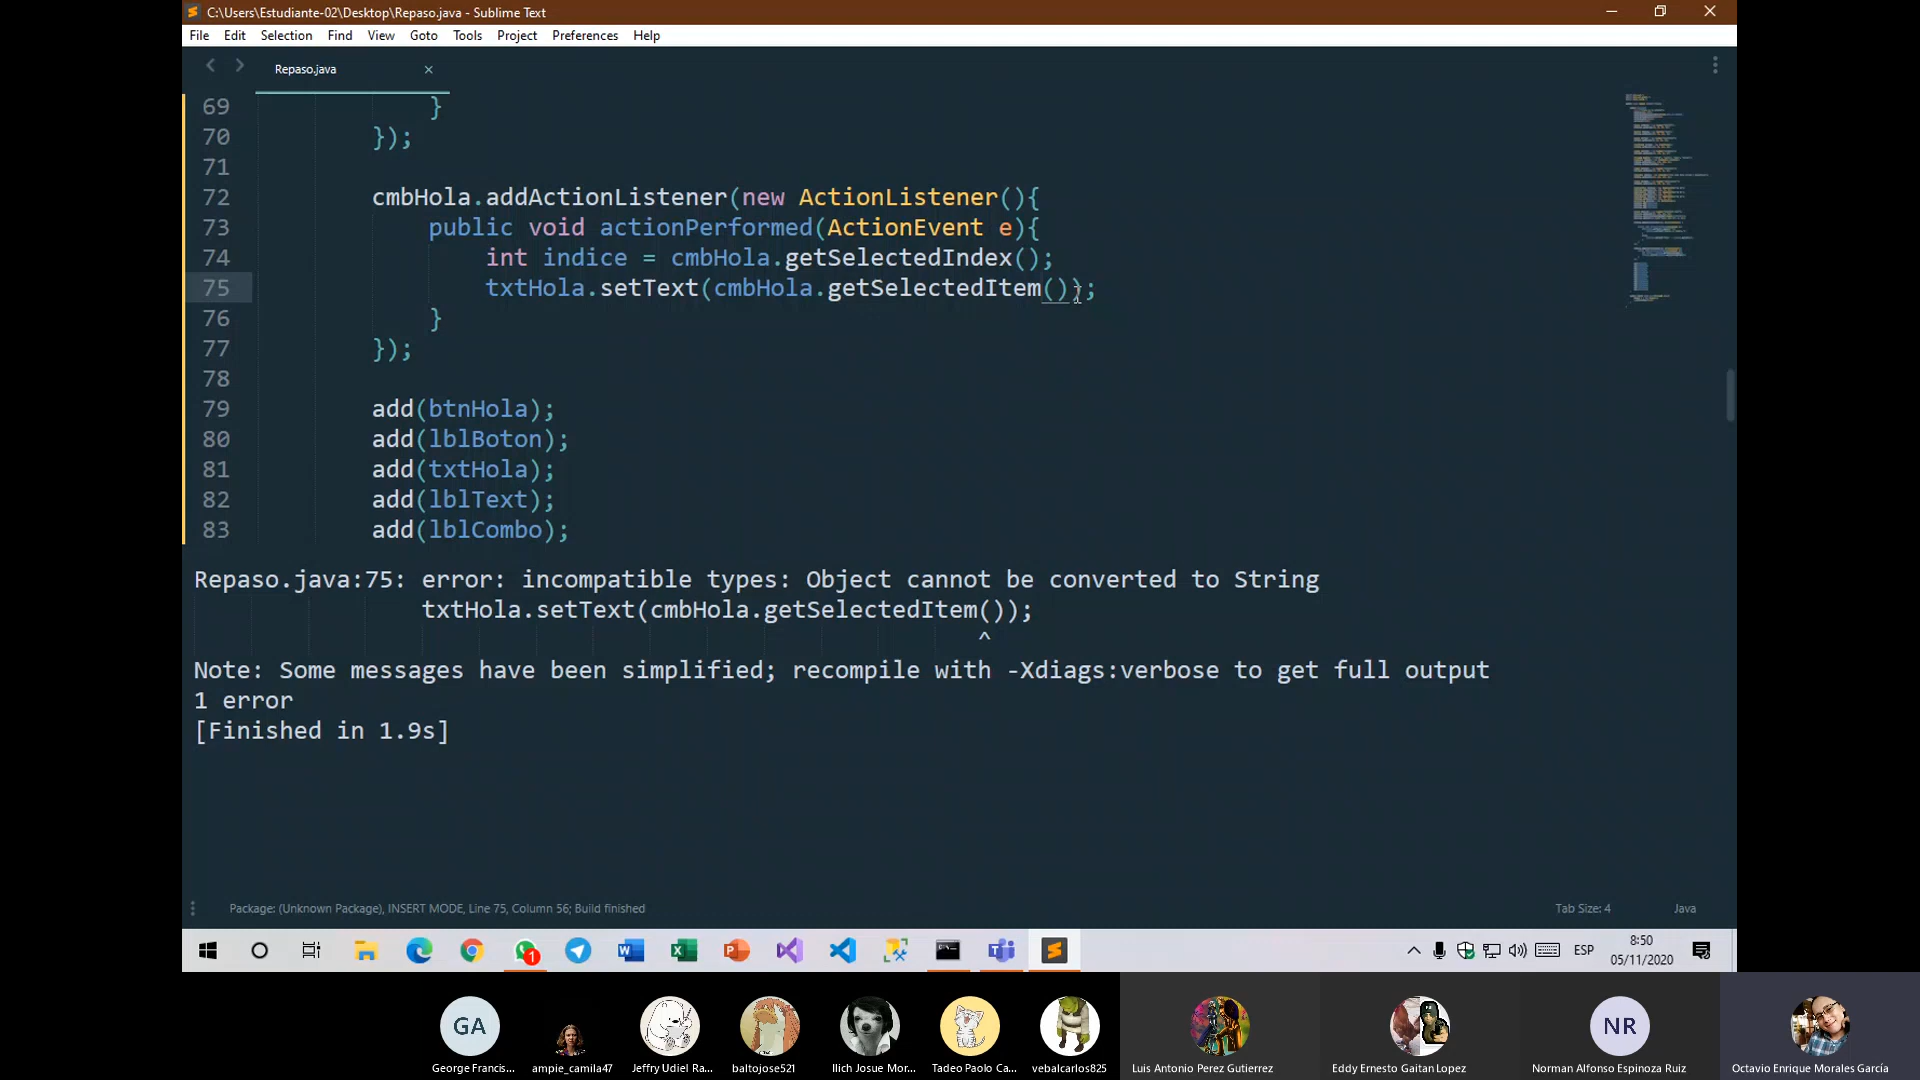 C:\Users\Estudiante-02\Desktop\Repaso.java - Sublime Text
File Edit Selection Find View Goto Tools Project Preferences Help
Repaso.java
69 }
70 });
71
72 cmbHola.addActionListener(new ActionListener(){
73 public void actionPerformed(ActionEvent e){
74 int indice = cmbHola.getSelectedIndex();
75 txtHola.setText(cmbHola.getSelectedItem());
76 }
77 });
78
79 add(btnHola);
80 add(lblBoton);
81 add(txtHola);
82 add(lblText);
83 add(lblCombo);
Repaso.java:75: error: incompatible types: Object cannot be converted to String
txtHola.setText(cmbHola.getSelectedItem());
^
Note: Some messages have been simplified; recompile with -Xdiags:verbose to get full output
1 error
[Finished in 1.9s]
Package: (Unknown Package), INSERT MODE, Line 75, Column 56; Build finished Tab Size: 4 Java
1 ESP 8:50
05/11/2020
GA NR
George Francis... ampie_camila47 Jeffry Udiel Ra... baltojose521 Ilich Josue Mor... Tadeo Paolo Ca... vebalcarlos825 Luis Antonio Perez Gutierrez Eddy Ernesto Gaitan Lopez Norman Alfonso Espinoza Ruiz Octavio Enrique Morales García